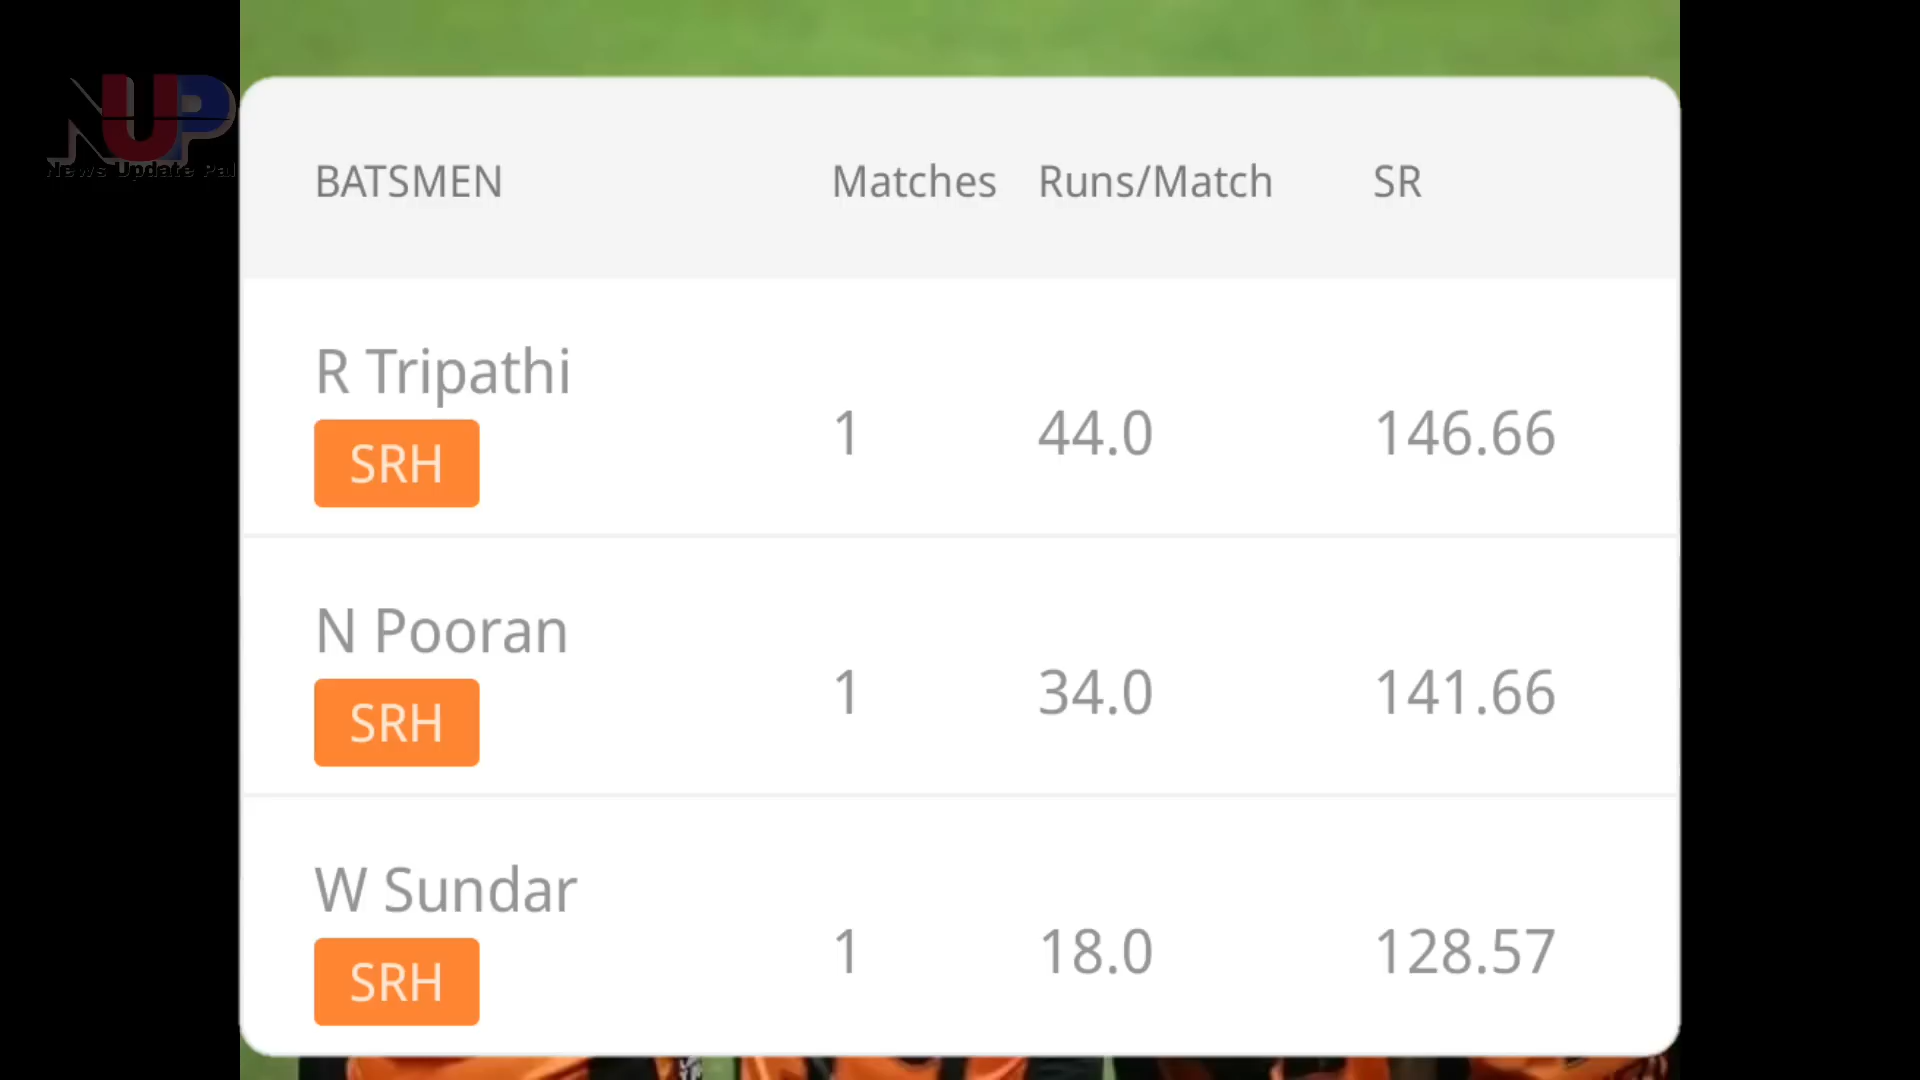 NUP
News Update Pal
BATSMEN Matches Runs/Match SR
R Tripathi
SRH 1 44.0 146.66
N Pooran
SRH 1 34.0 141.66
W Sundar
SRH 1 18.0 128.57